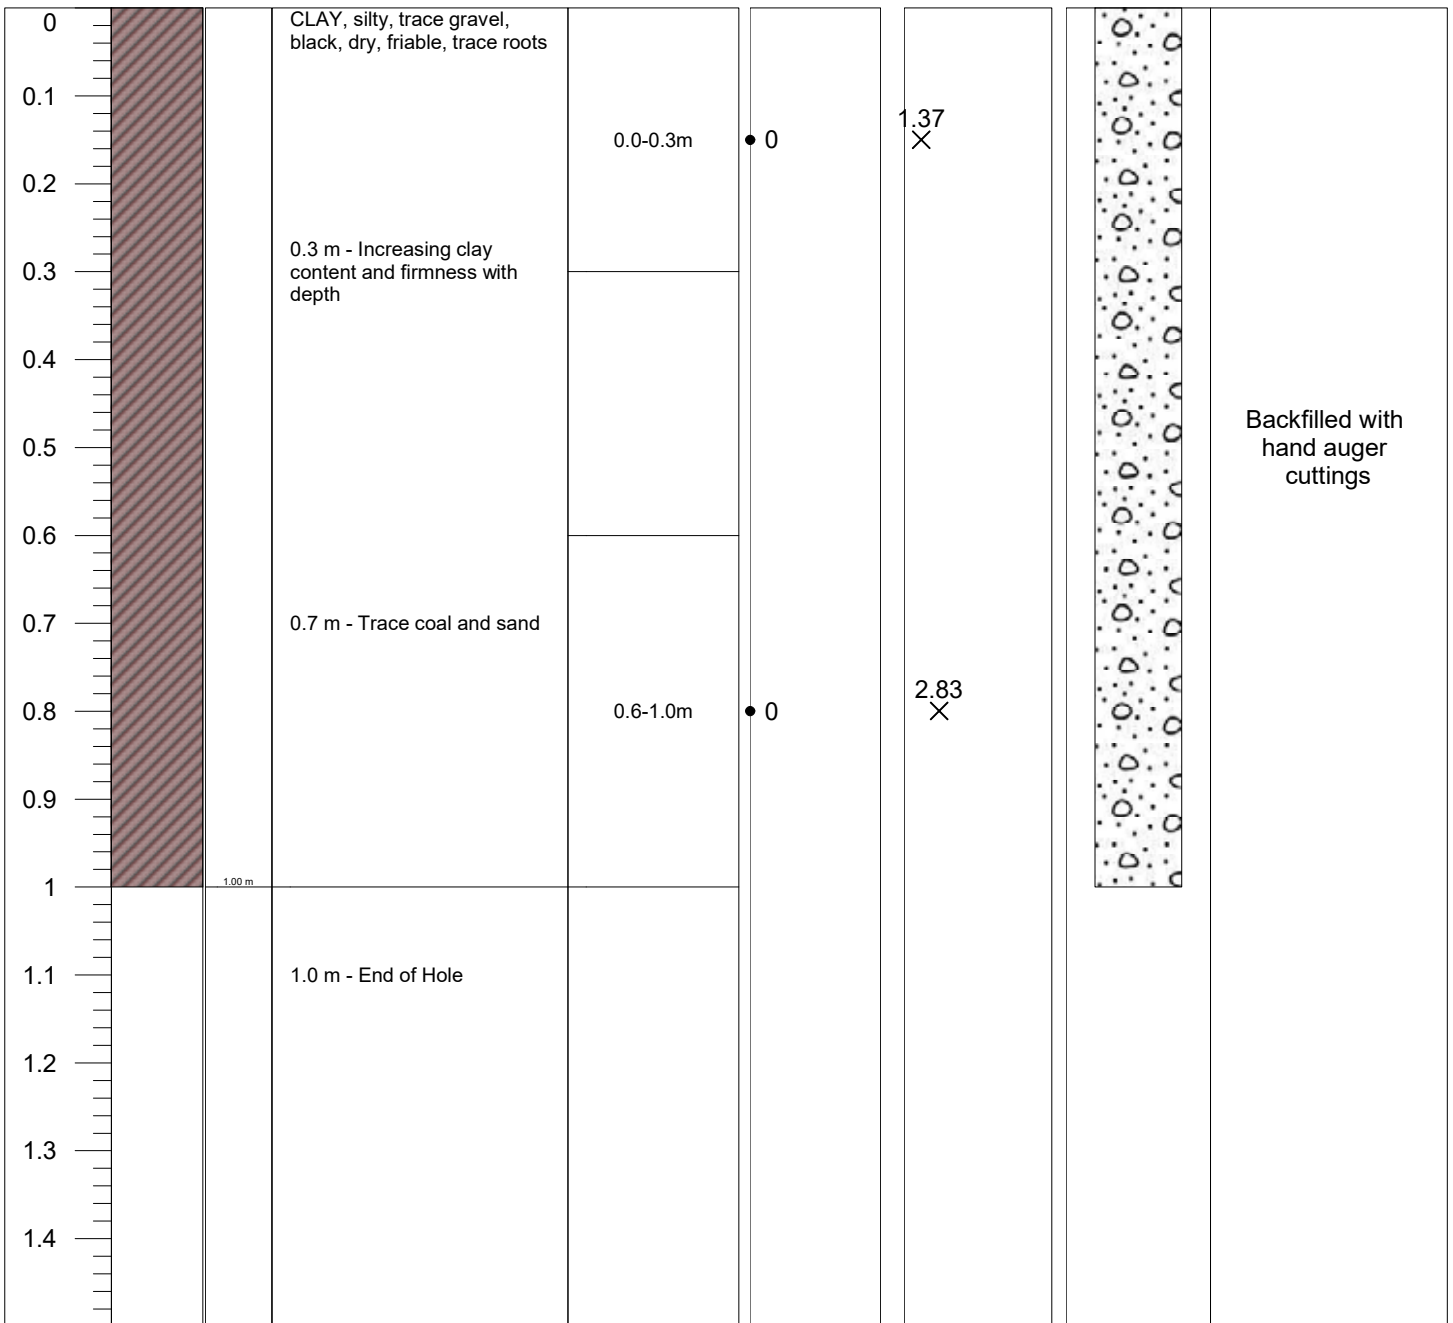 0
CLAY, silty, trace gravel,
black, dry, friable, trace roots
0.1
1.37
0.0-0.3m
0
0.2
0.3 m - Increasing clay
content and firmness with
depth
0.3
0.4
Backfilled with
hand auger
cuttings
0.5
0.6
0.7
0.7 m - Trace coal and sand
2.83
0.8
0.6-1.0m
0
0.9
1
1.00 m
1.1
1.0 m - End of Hole
1.2
1.3
1.4